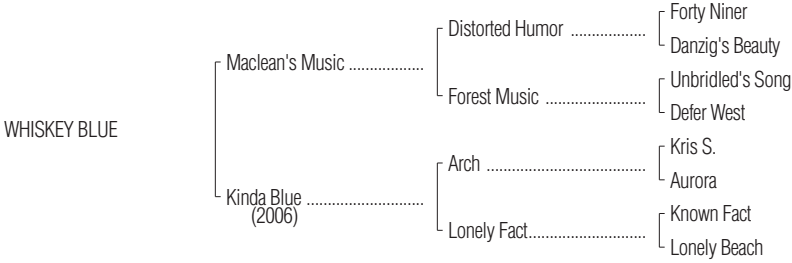 Forty Niner
Distorted Humor ..................
Danzig's Beauty
Maclean's Music ..................
Unbridled's Song
Forest Music ........................
Defer West
WHISKEY BLUE
Kris S.
Arch ......................................
Aurora
Kinda Blue ............................
(2006)
Known Fact
Lonely Fact............................
Lonely Beach